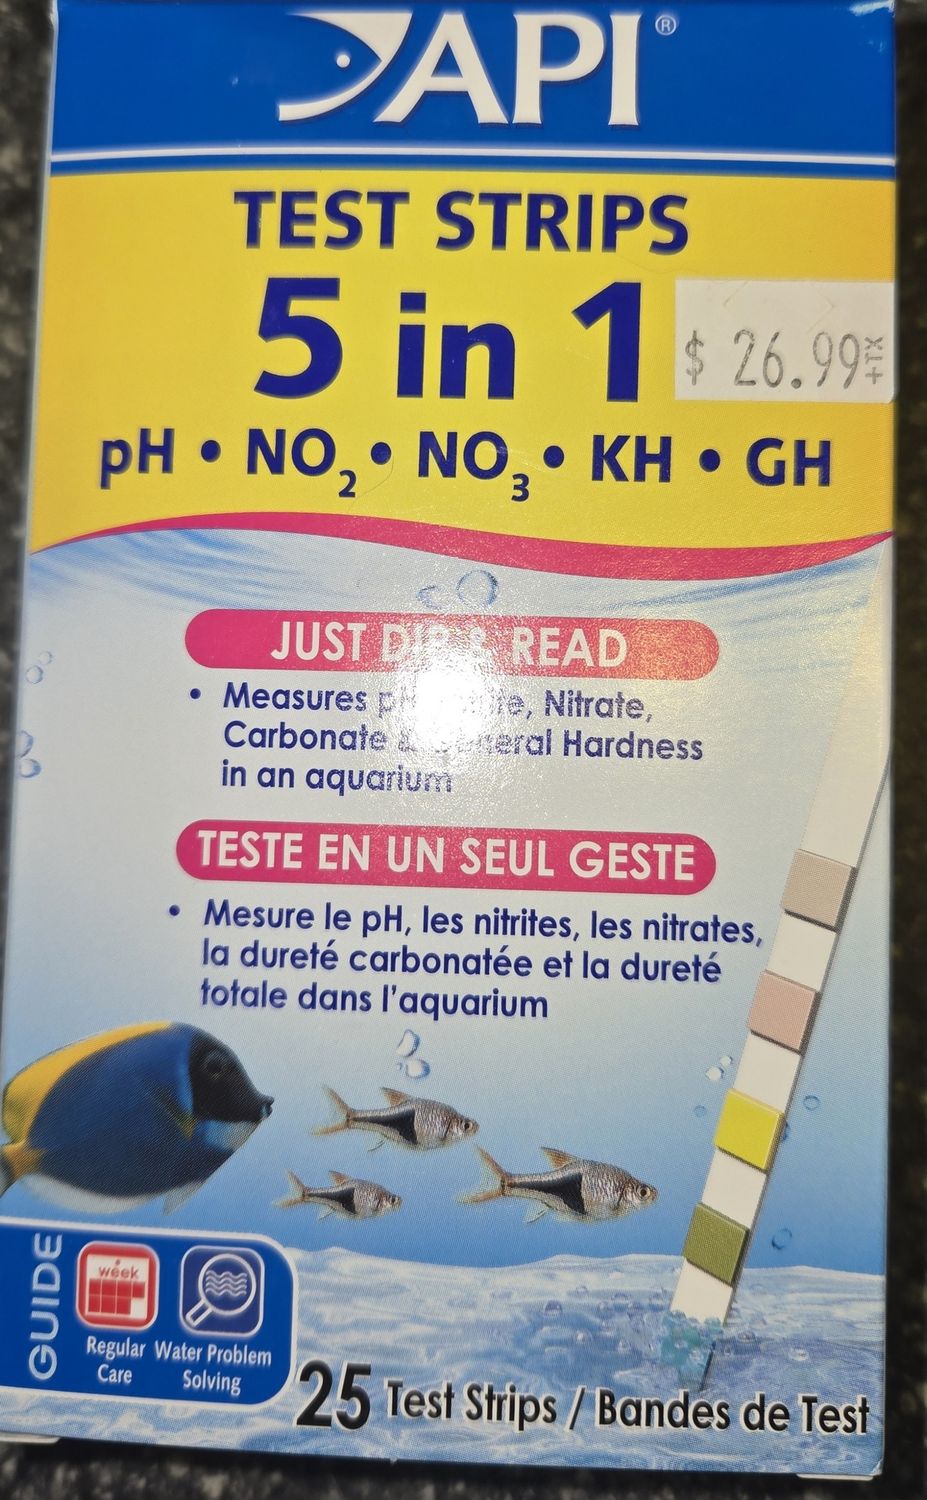 API®
TEST STRIPS
5 in 1
$ 26.99 +TX
pH • NO2 • NO3 • KH • GH
JUST DIP & READ
• Measures Nitrate,
Carbonate & General Hardness
in an aquarium
TESTE EN UN SEUL GESTE
• Mesure le pH, les nitrites, les nitrates,
la dureté carbonatée et la dureté
totale dans l'aquarium
GUIDE
week
Regular
Care
Water Problem
Solving
25 Test Strips / Bandes de Test